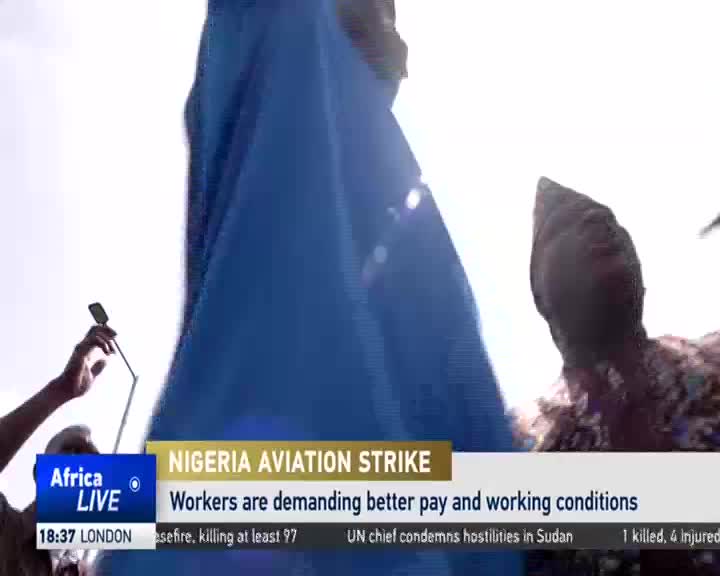 NIGERIA AVIATION STRIKE
Africa
LIVE
Workers are demanding better pay and working conditions
18:37 LONDON
killing at least 97 UN chief condemns hostilities in Sudan 1 killed, 4 Injured